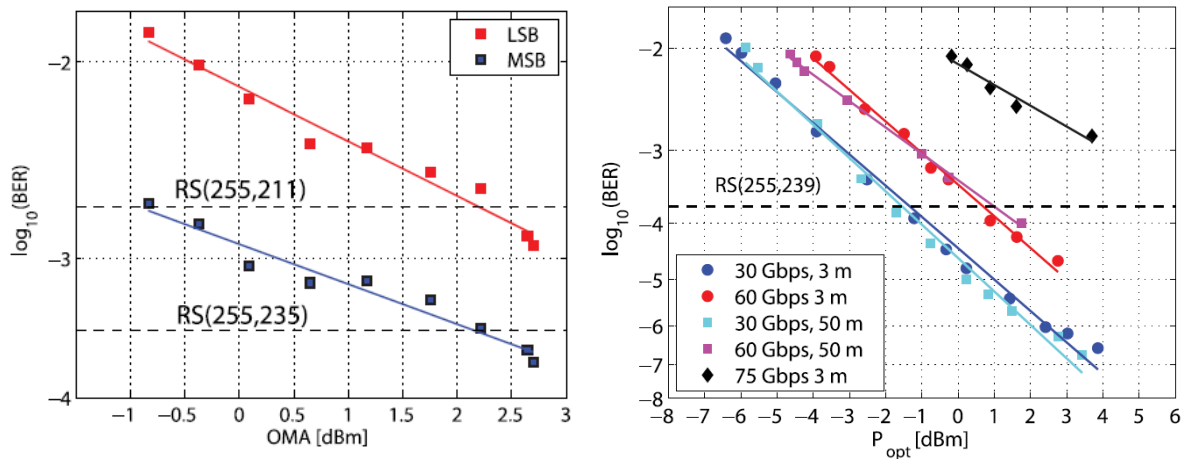 LSB
MSB
−2
RS(255,211)
−3
RS(255,235)
−4
−1
−0.5
0
0.5
1
1.5
2
2.5
3
OMA [dBm]
log10(BER)
−2
−3
RS(255,239)
−4
−5
−6
−7
−8
30 Gbps, 3 m
60 Gbps 3 m
30 Gbps, 50 m
60 Gbps, 50 m
75 Gbps 3 m
−8
−7
−6
−5
−4
−3
−2
−1
0
1
2
3
4
5
6
Popt [dBm]
log10(BER)